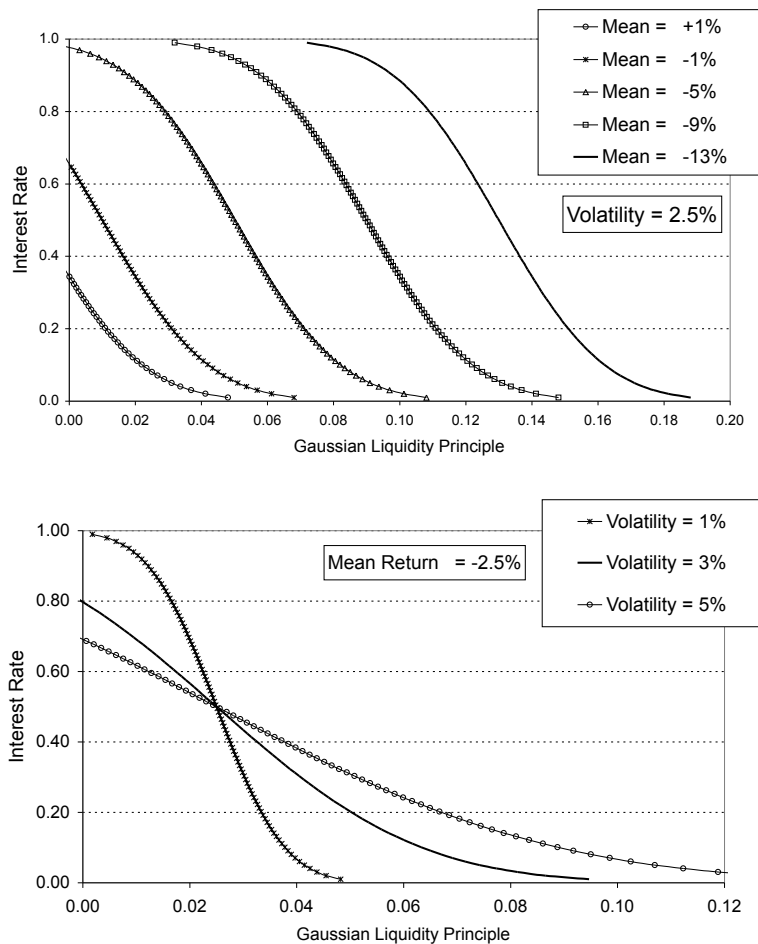 Mean = +1%
Mean = -1%
Mean = -5%
Mean = -9%
Mean = -13%
Volatility = 2.5%
Interest Rate
1.0
0.8
0.6
0.4
0.2
0.0
0.00 0.02 0.04 0.06 0.08 0.10 0.12 0.14 0.16 0.18 0.20
Gaussian Liquidity Principle
Volatility = 1%
Volatility = 3%
Volatility = 5%
Mean Return = -2.5%
Interest Rate
1.00
0.80
0.60
0.40
0.20
0.00
0.00 0.02 0.04 0.06 0.08 0.10 0.12
Gaussian Liquidity Principle